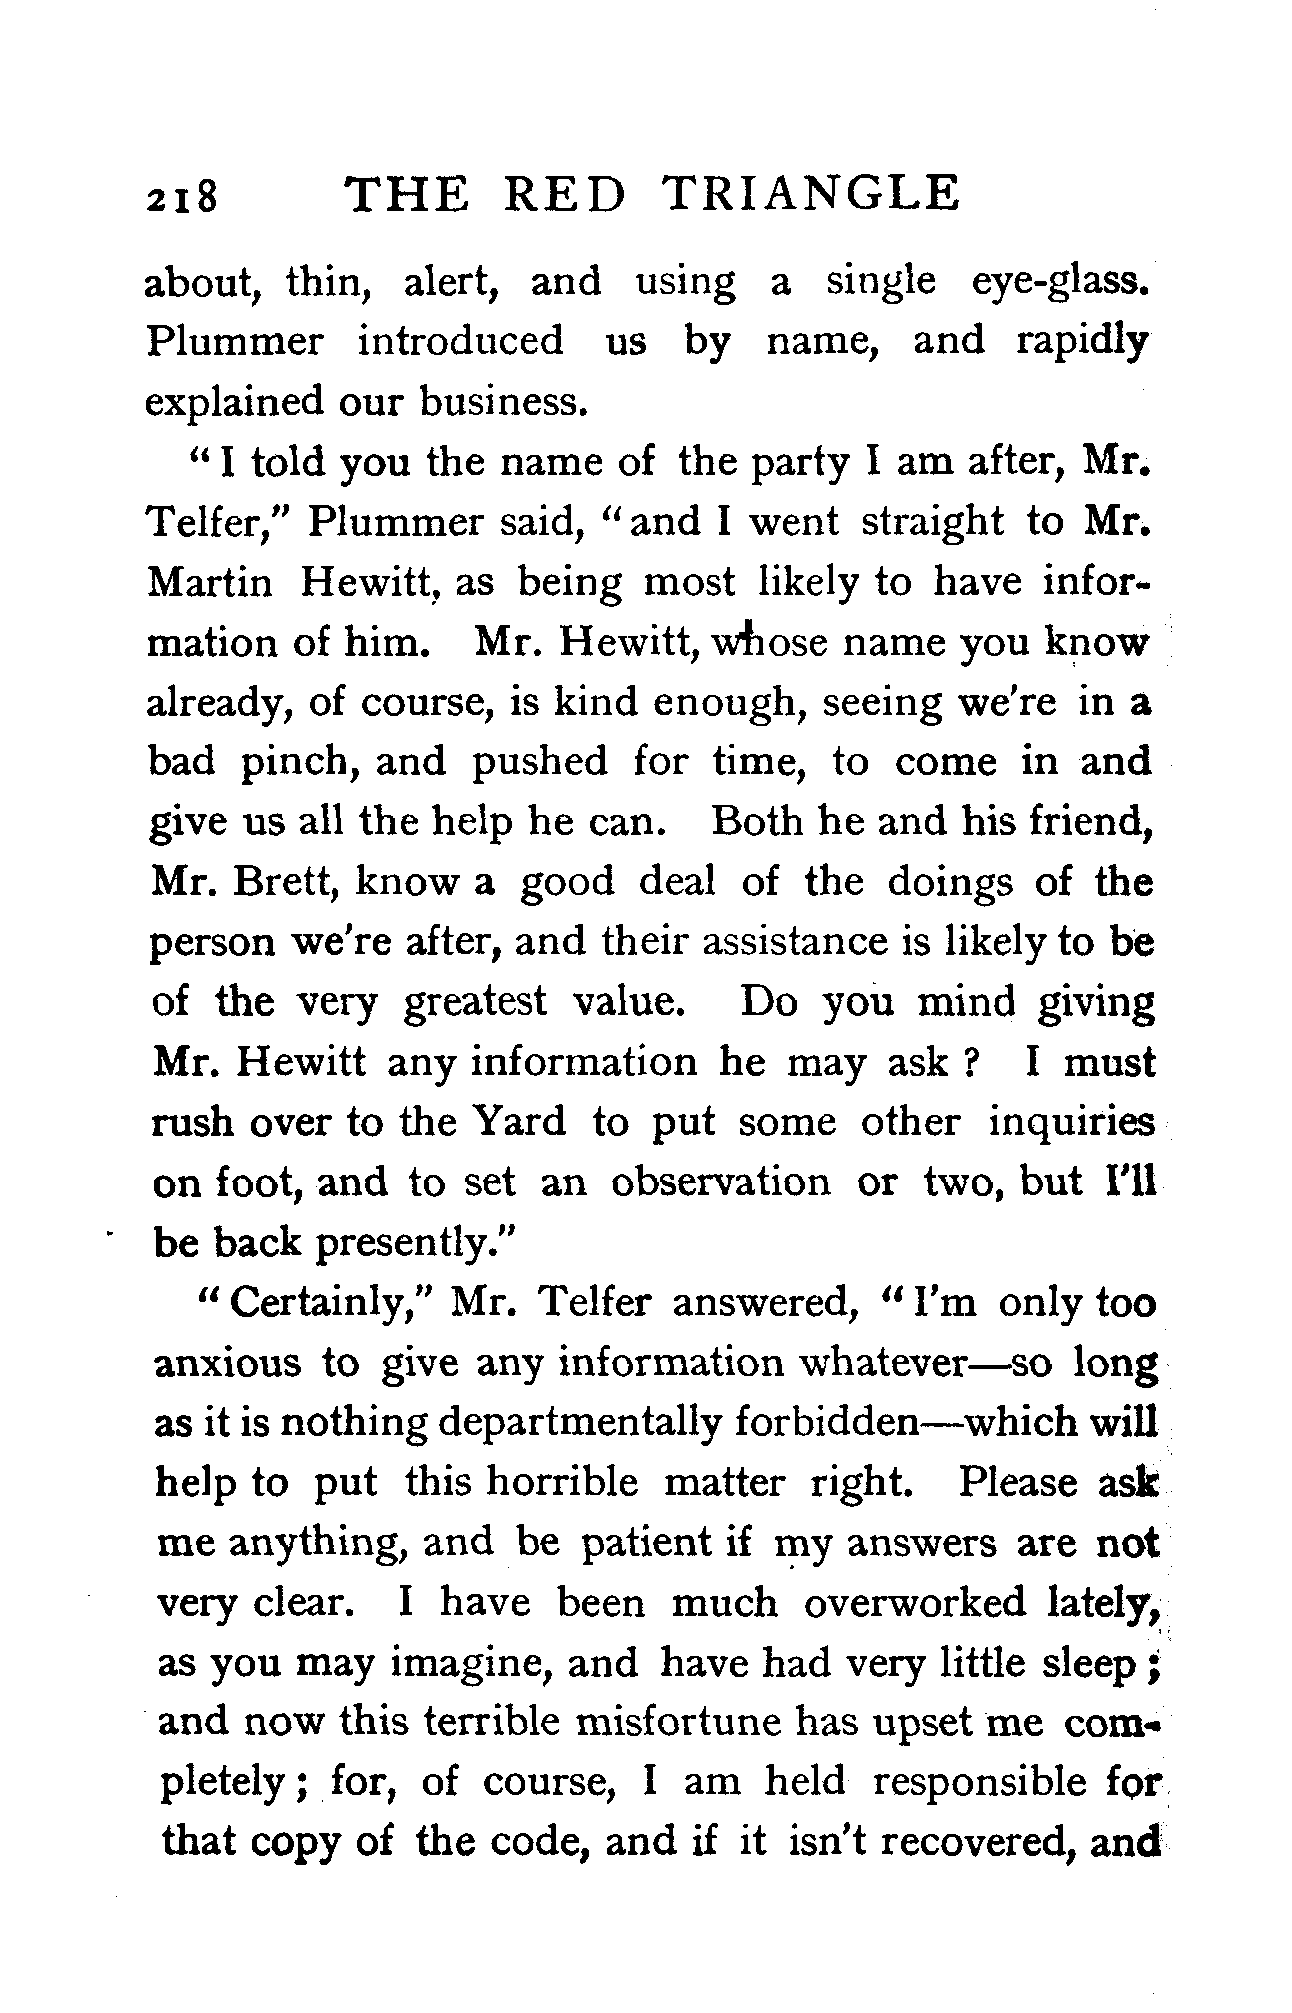 218 THE RED TRIANGLE
about, thin, alert, and using a single eye-glass.
Plummer introduced us by name, and rapidly
explained our business.
“ I told you the name of the party I am after, Mr.
Telfer,” Plummer said, “ and I went straight to Mr.
Martin Hewitt, as being most likely to have infor-
mation of him. Mr. Hewitt, whose name you know
already, of course, is kind enough, seeing we're in a
bad pinch, and pushed for time, to come in and
give us all the help he can. Both he and his friend,
Mr. Brett, know a good deal of the doings of the
person we're after, and their assistance is likely to be
of the very greatest value. Do you mind giving
Mr. Hewitt any information he may ask ? I must
rush over to the Yard to put some other inquiries
on foot, and to set an observation or two, but I'll
be back presently.”
“ Certainly,” Mr. Telfer answered, “ I'm only too
anxious to give any information whatever—so long
as it is nothing departmentally forbidden—which will
help to put this horrible matter right. Please ask
me anything, and be patient if my answers are not
very clear. I have been much overworked lately,
as you may imagine, and have had very little sleep ;
and now this terrible misfortune has upset me com-
pletely ; for, of course, I am held responsible for
that copy of the code, and if it isn't recovered, and